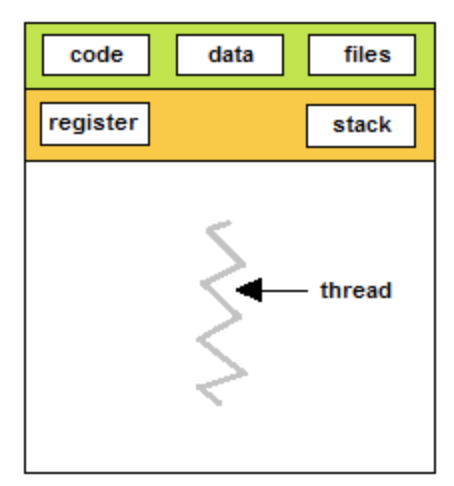 code data files
register stack
thread